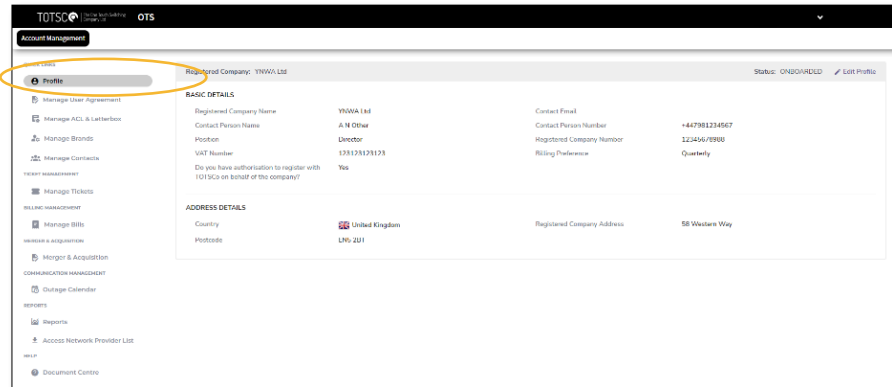 TOTSCO
OTS
Account Management
QUICK LINKS
Profile
Manage User Agreement
Manage ACL & Letterbox
Manage Brands
Manage Contacts
TICKET MANAGEMENT
Manage Tickets
BILLING MANAGEMENT
Manage Bills
MERGER & ACQUISITION
Merger & Acquisition
COMMUNICATION MANAGEMENT
Outage Calendar
REPORTS
Reports
Access Network Provider List
HELP
Document Centre
Registered Company: YNWA Ltd
Status: ONBOARDED Edit Profile
BASIC DETAILS
Registered Company Name YNWA Ltd Contact Email
Contact Person Name A N Other Contact Person Number +447981234567
Position Director Registered Company Number 12345678988
VAT Number 123123123123 Billing Preference Quarterly
Do you have authorisation to register with Yes
TOTSCo on behalf of the company?
ADDRESS DETAILS
Country United Kingdom Registered Company Address 58 Western Way
Postcode